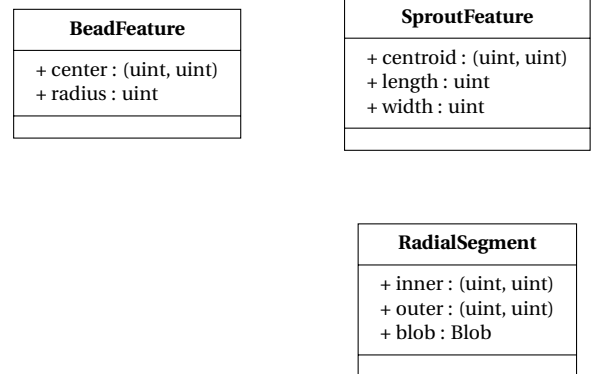 BeadFeature
+ center : (uint, uint)
+ radius : uint
SproutFeature
+ centroid : (uint, uint)
+ length : uint
+ width : uint
RadialSegment
+ inner : (uint, uint)
+ outer : (uint, uint)
+ blob : Blob